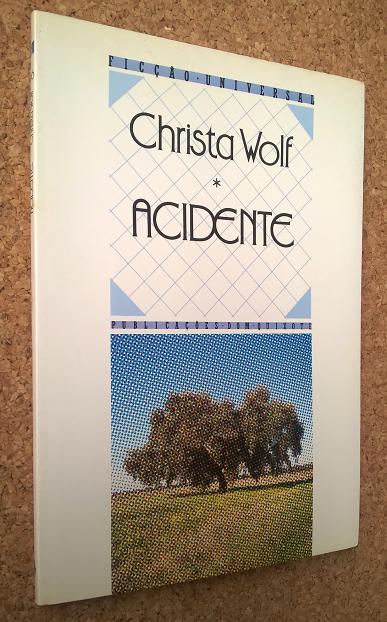 FICÇÃO·UNIVERSAL
Christa Wolf
*
ACIDENTE
PUBLICAÇÕES·DOM·QUIXOTE